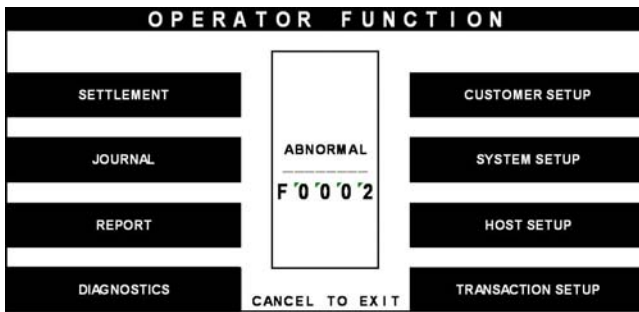 OPERATOR FUNCTION
SETTLEMENT
JOURNAL
REPORT
DIAGNOSTICS
ABNORMAL
--------
F'0'0'0'2
CANCEL TO EXIT
CUSTOMER SETUP
SYSTEM SETUP
HOST SETUP
TRANSACTION SETUP